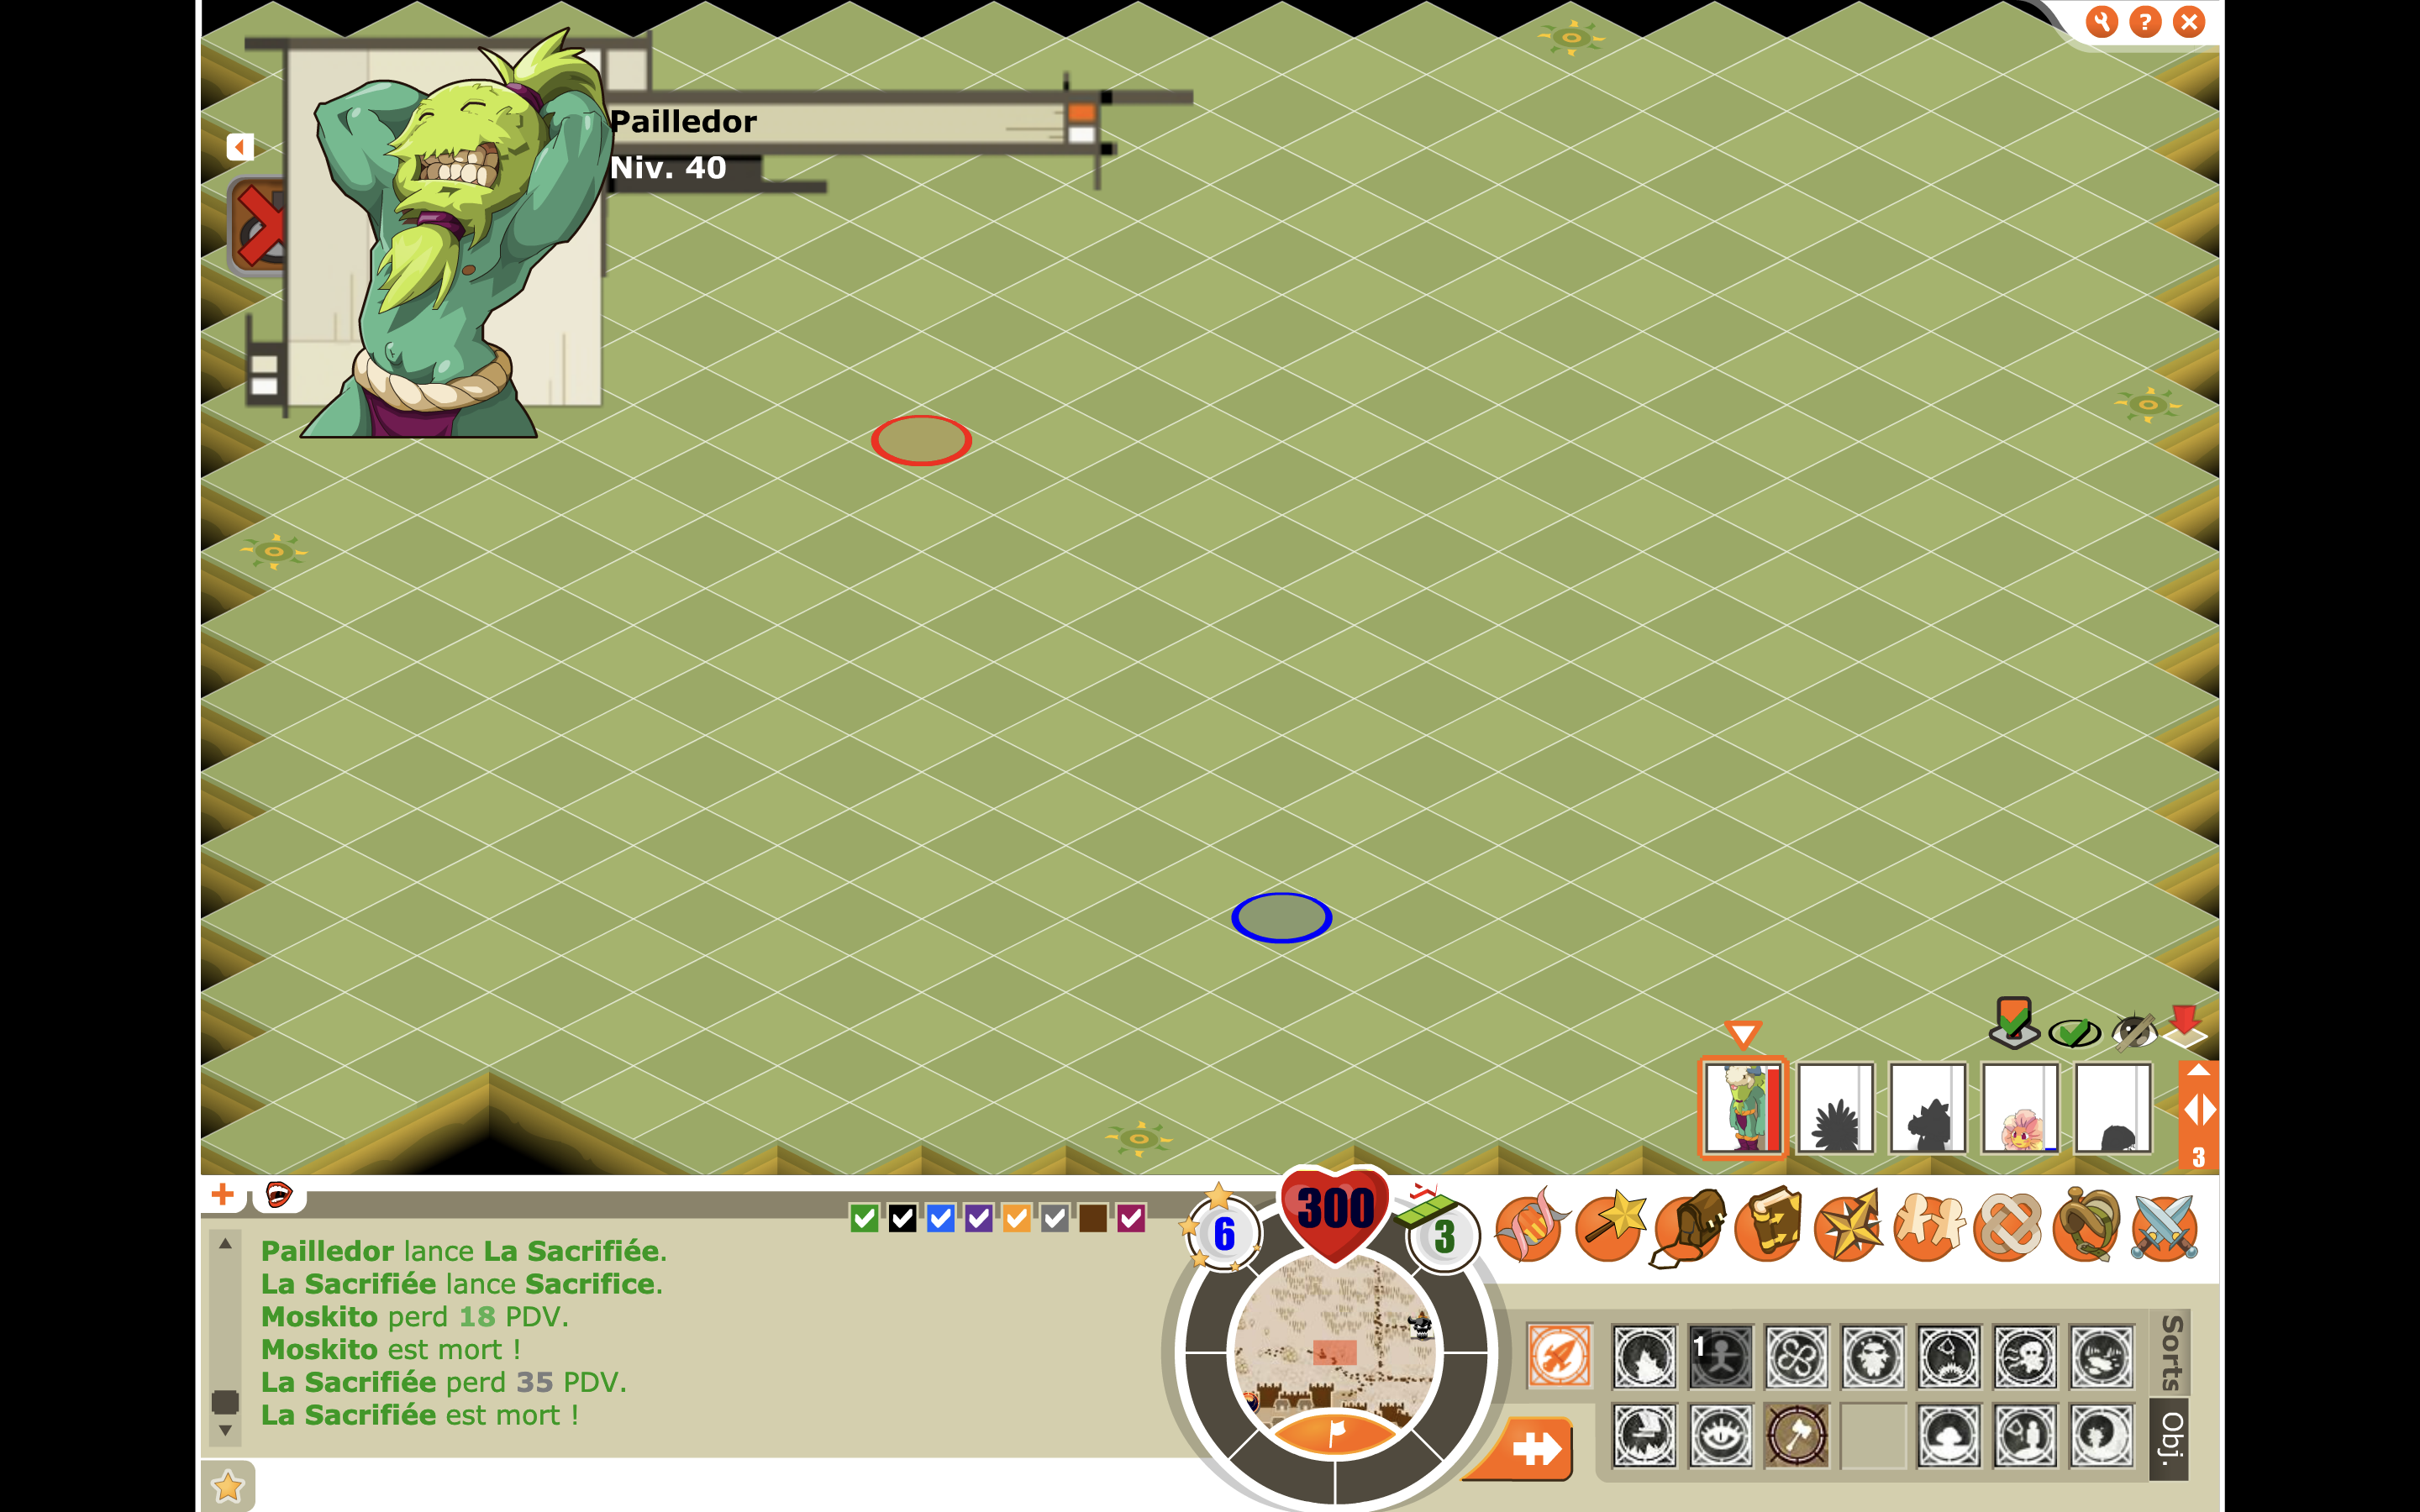 ?
Pailledor
Niv. 40
3
300
6
3
Pailledor lance La Sacrifiée.
La Sacrifiée lance Sacrifice.
Moskito perd 18 PDV.
Moskito est mort !
La Sacrifiée perd 35 PDV.
La Sacrifiée est mort !
1
Sorts
Obj.